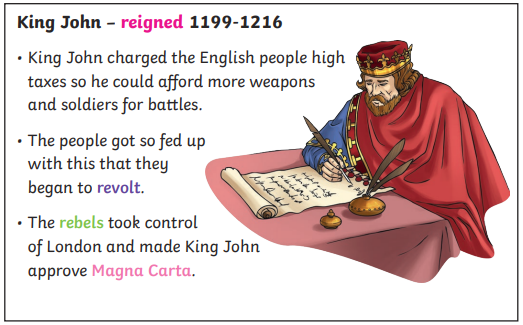 King John – reigned 1199-1216
• King John charged the English people high
taxes so he could afford more weapons
and soldiers for battles.
• The people got so fed up
with this that they
began to revolt.
• The rebels took control
of London and made King John
approve Magna Carta.